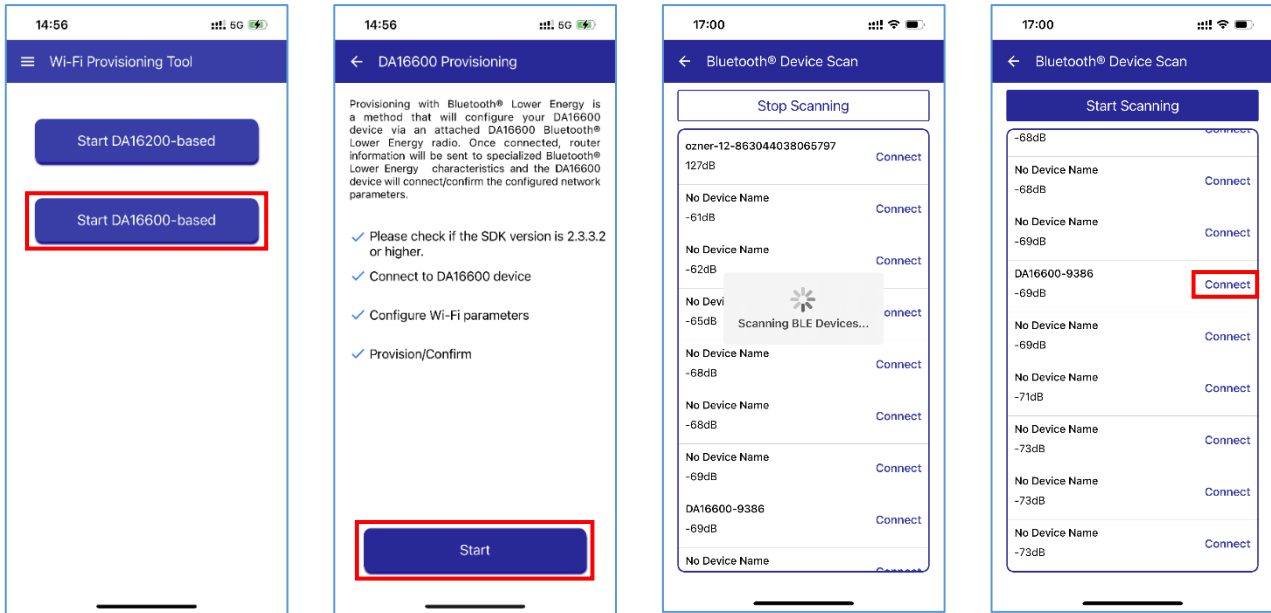 14:56
5G
Wi-Fi Provisioning Tool
Start DA16200-based
Start DA16600-based
14:56
5G
DA16600 Provisioning
Provisioning with Bluetooth® Lower Energy is
a method that will configure your DA16600
device via an attached DA16600 Bluetooth®
Lower Energy radio. Once connected, router
information will be sent to specialized Bluetooth®
Lower Energy characteristics and the DA16600
device will connect/confirm the configured network
parameters.
Please check if the SDK version is 2.3.3.2
or higher.
Connect to DA16600 device
Configure Wi-Fi parameters
Provision/Confirm
Start
17:00
Bluetooth® Device Scan
Stop Scanning
ozner-12-863044038065797
Connect
127dB
No Device Name
Connect
-61dB
No Device Name
Connect
-62dB
No Devi
onnect
-65dB
Scanning BLE Devices...
No Device Name
Connect
-68dB
No Device Name
Connect
-68dB
No Device Name
Connect
-69dB
DA16600-9386
Connect
-69dB
No Device Name
Connect
17:00
Bluetooth® Device Scan
Start Scanning
Connect
-68dB
No Device Name
Connect
-68dB
No Device Name
Connect
-69dB
DA16600-9386
Connect
-69dB
No Device Name
Connect
-69dB
No Device Name
Connect
-71dB
No Device Name
Connect
-73dB
No Device Name
Connect
-73dB
No Device Name
Connect
-73dB